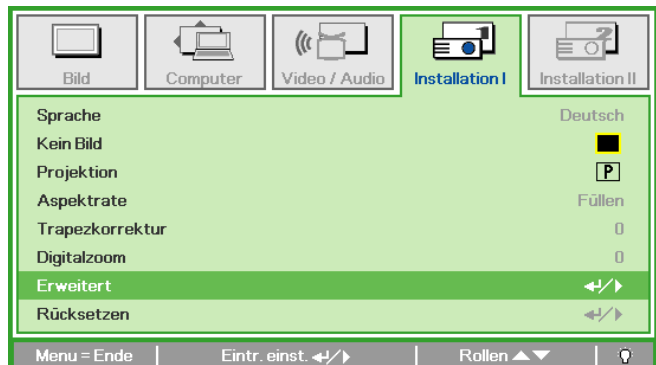 Bild
Computer
Video / Audio
Installation I
Installation II
Sprache Deutsch
Kein Bild
Projektion P
Aspektrate Füllen
Trapezkorrektur 0
Digitalzoom 0
Erweitert ↵/▶
Rücksetzen ↵/▶
Menu = Ende | Eintr. einst. ↵/▶ | Rollen ▲▼ |